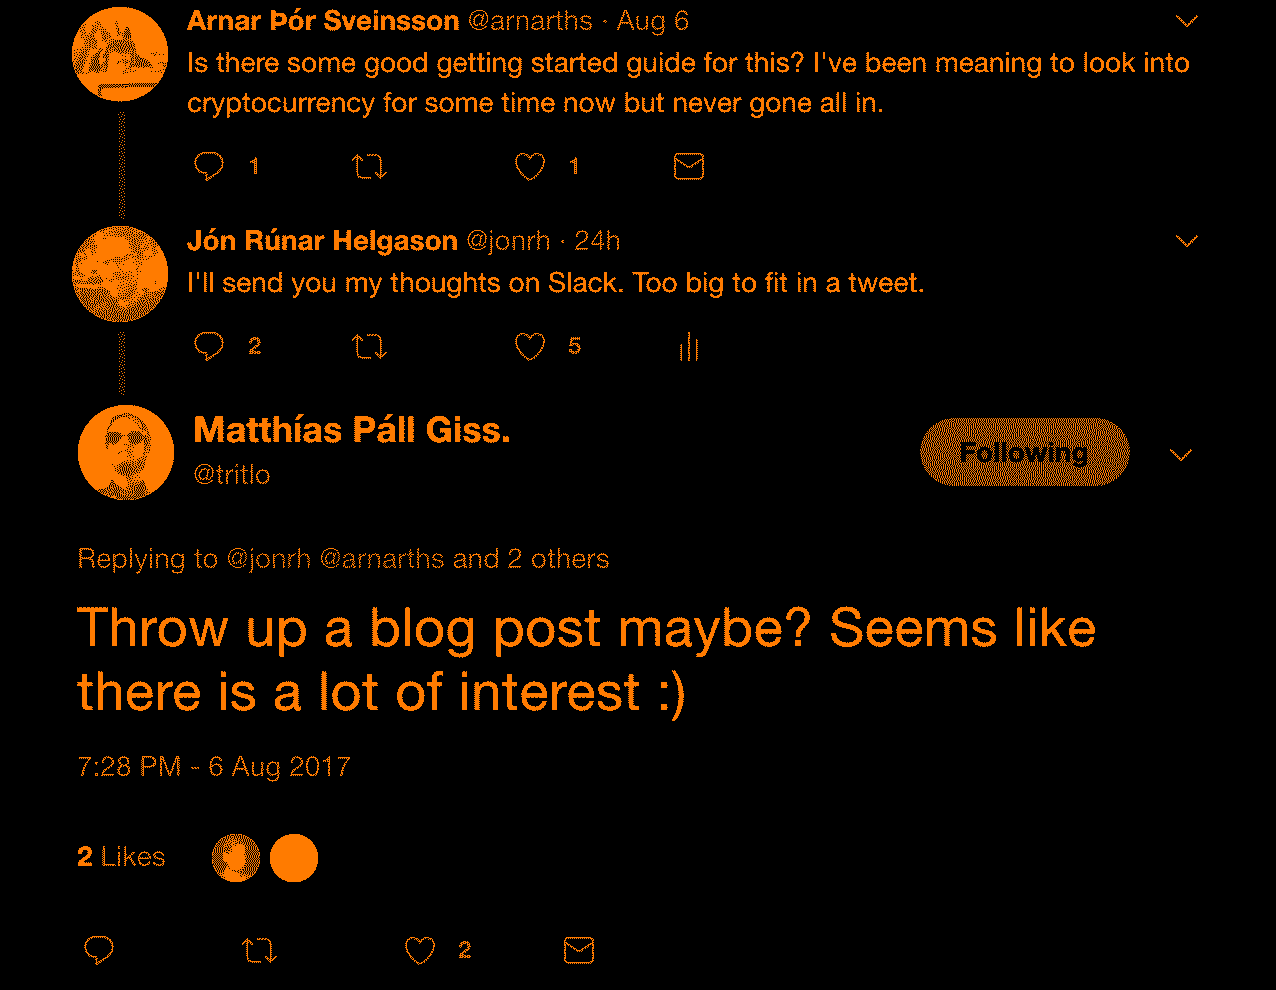 Arnar Þór Sveinsson @arnarths · Aug 6
Is there some good getting started guide for this? I've been meaning to look into
cryptocurrency for some time now but never gone all in.
1 1
Jón Rúnar Helgason @jonrh · 24h
I'll send you my thoughts on Slack. Too big to fit in a tweet.
2 5
Matthías Páll Giss.
@tritlo
Following
Replying to @jonrh @arnarths and 2 others
Throw up a blog post maybe? Seems like
there is a lot of interest :)
7:28 PM - 6 Aug 2017
2 Likes
2